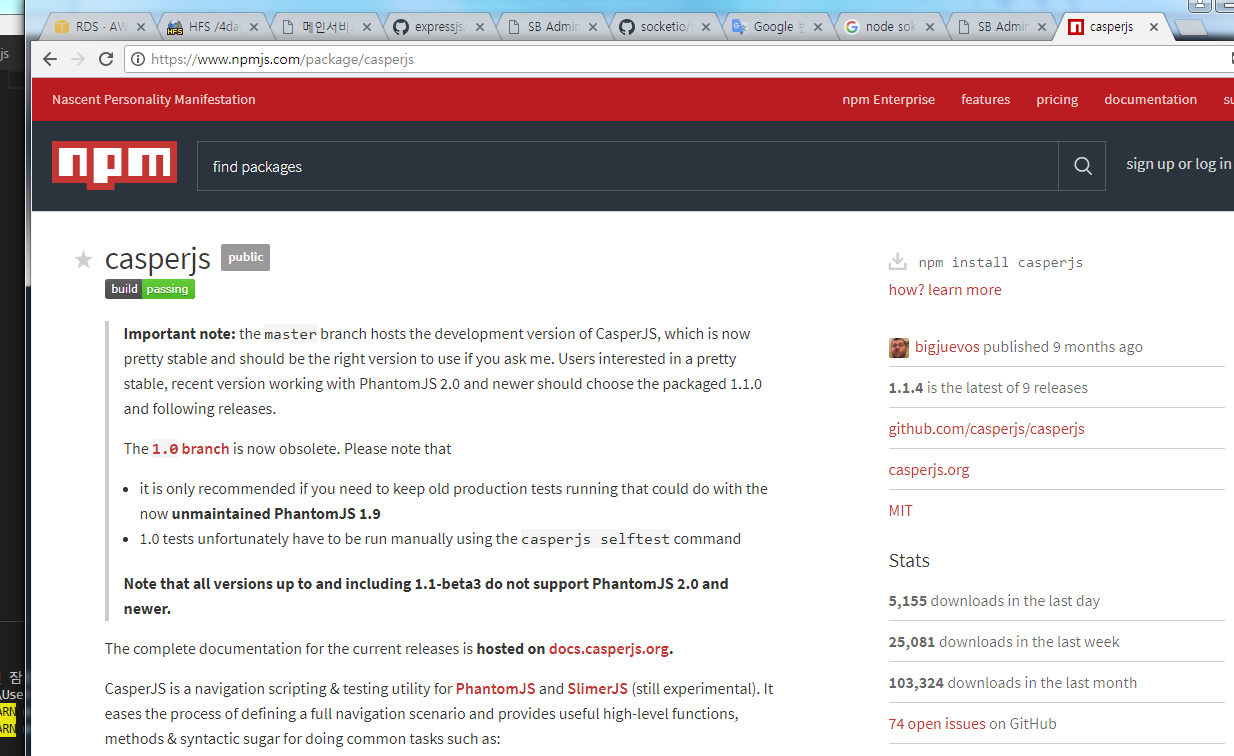 RDS - AW
HFS /4da
메인서비스
expressjs
SB Admin
socketio/
Google 번
node sok
SB Admin
casperjs
https://www.npmjs.com/package/casperjs
js
Nascent Personality Manifestation
npm Enterprise
features
pricing
documentation
su
npm
find packages
sign up or log in
casperjs
public
build passing
Important note: the master branch hosts the development version of CasperJS, which is now
pretty stable and should be the right version to use if you ask me. Users interested in a pretty
stable, recent version working with PhantomJS 2.0 and newer should choose the packaged 1.1.0
and following releases.
The 1.0 branch is now obsolete. Please note that
• it is only recommended if you need to keep old production tests running that could do with the
now unmaintained PhantomJS 1.9
• 1.0 tests unfortunately have to be run manually using the casperjs selftest command
Note that all versions up to and including 1.1-beta3 do not support PhantomJS 2.0 and
newer.
The complete documentation for the current releases is hosted on docs.casperjs.org.
CasperJS is a navigation scripting & testing utility for PhantomJS and SlimerJS (still experimental). It
eases the process of defining a full navigation scenario and provides useful high-level functions,
methods & syntactic sugar for doing common tasks such as:
npm install casperjs
how? learn more
bigjuevos published 9 months ago
1.1.4 is the latest of 9 releases
github.com/casperjs/casperjs
casperjs.org
MIT
Stats
5,155 downloads in the last day
25,081 downloads in the last week
103,324 downloads in the last month
74 open issues on GitHub
잠
\Use
ARN
ARN